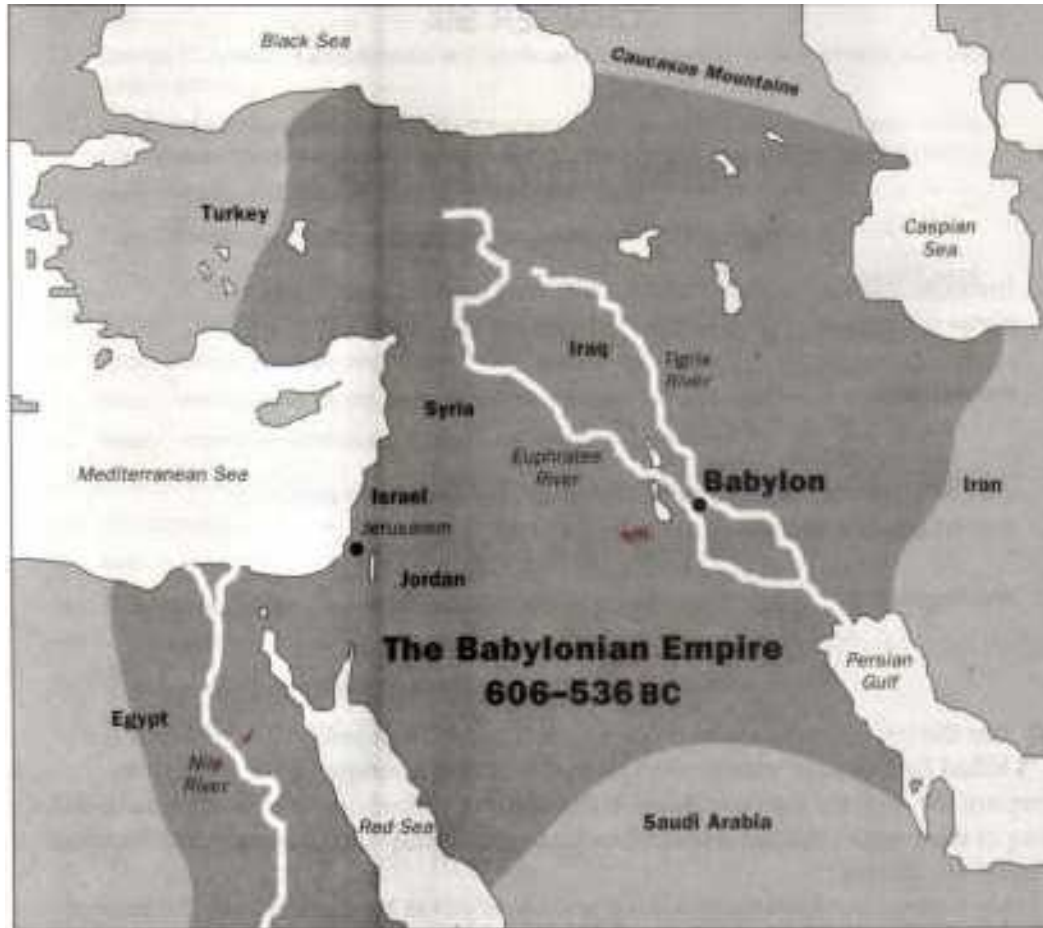 Black Sea
Caucasus Mountains
Turkey
Caspian
Sea
Iraq
Tigris
River
Syria
Euphrates
River
Mediterranean Sea
Babylon
Iran
Israel
Jerusalem
Jordan
The Babylonian Empire
606–536 BC
Persian
Gulf
Egypt
Nile
River
Red Sea
Saudi Arabia